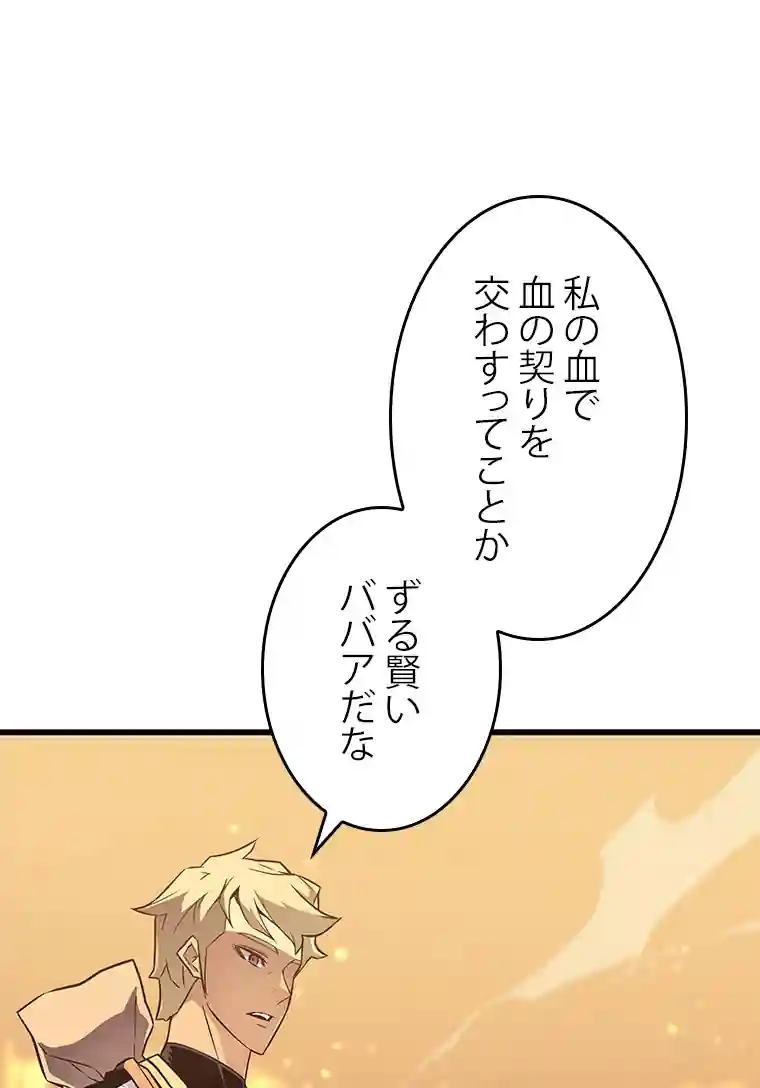 私の血で
血の契りを
交わすってことか
ずる賢い
ババアだな